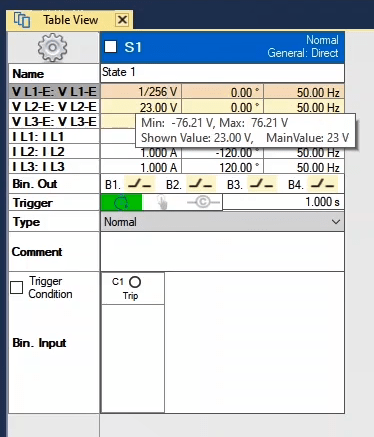 Table View
S1
Normal
General: Direct
Name State 1
V L1-E: V L1-E 1/256 V 0.00 ° 50.00 Hz
V L2-E: V L2-E 23.00 V 0.00 ° 50.00 Hz
V L3-E: V L3-E
Min: -76.21 V, Max: 76.21 V
Shown Value: 23.00 V, MainValue: 23 V
I L1: I L1
I L2: I L2 1.000 A -120.00 ° 50.00 Hz
I L3: I L3 1.000 A 120.00 ° 50.00 Hz
Bin. Out B1. B2. B3. B4.
Trigger C 1.000 s
Type Normal
Comment
Trigger
Condition
C1
Trip
Bin. Input